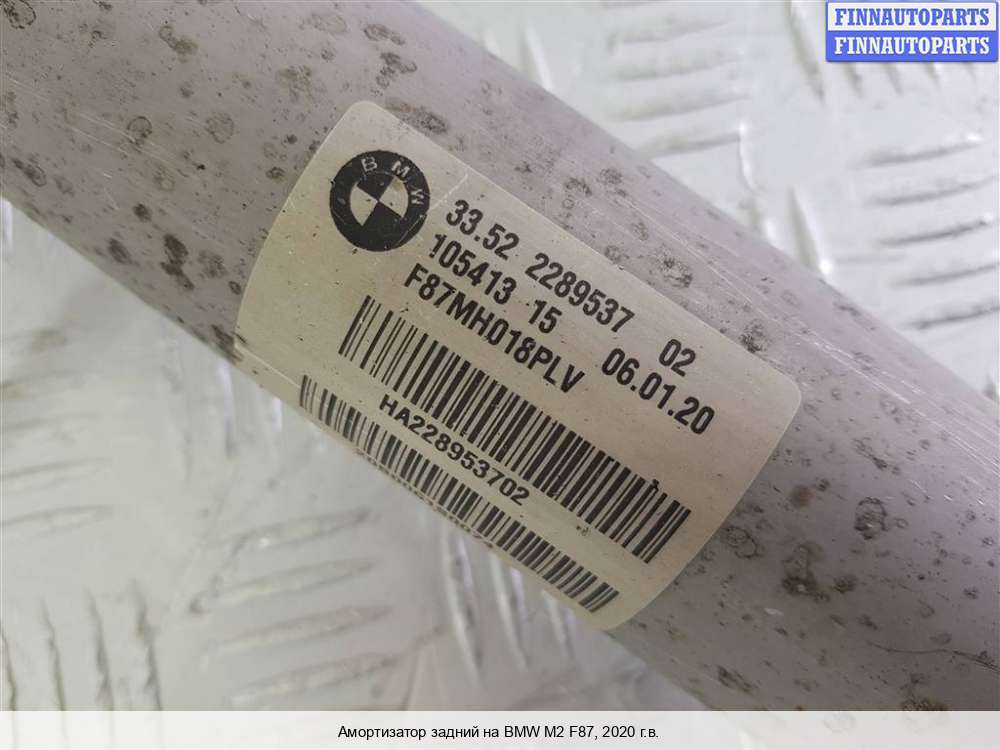 FINNAUTOPARTS
FINNAUTOPARTS
BMW
33.52 2289537 02
105413 15 06.01.20
F87MH018PLV
HA228953702
Амортизатор задний на BMW M2 F87, 2020 г.в.